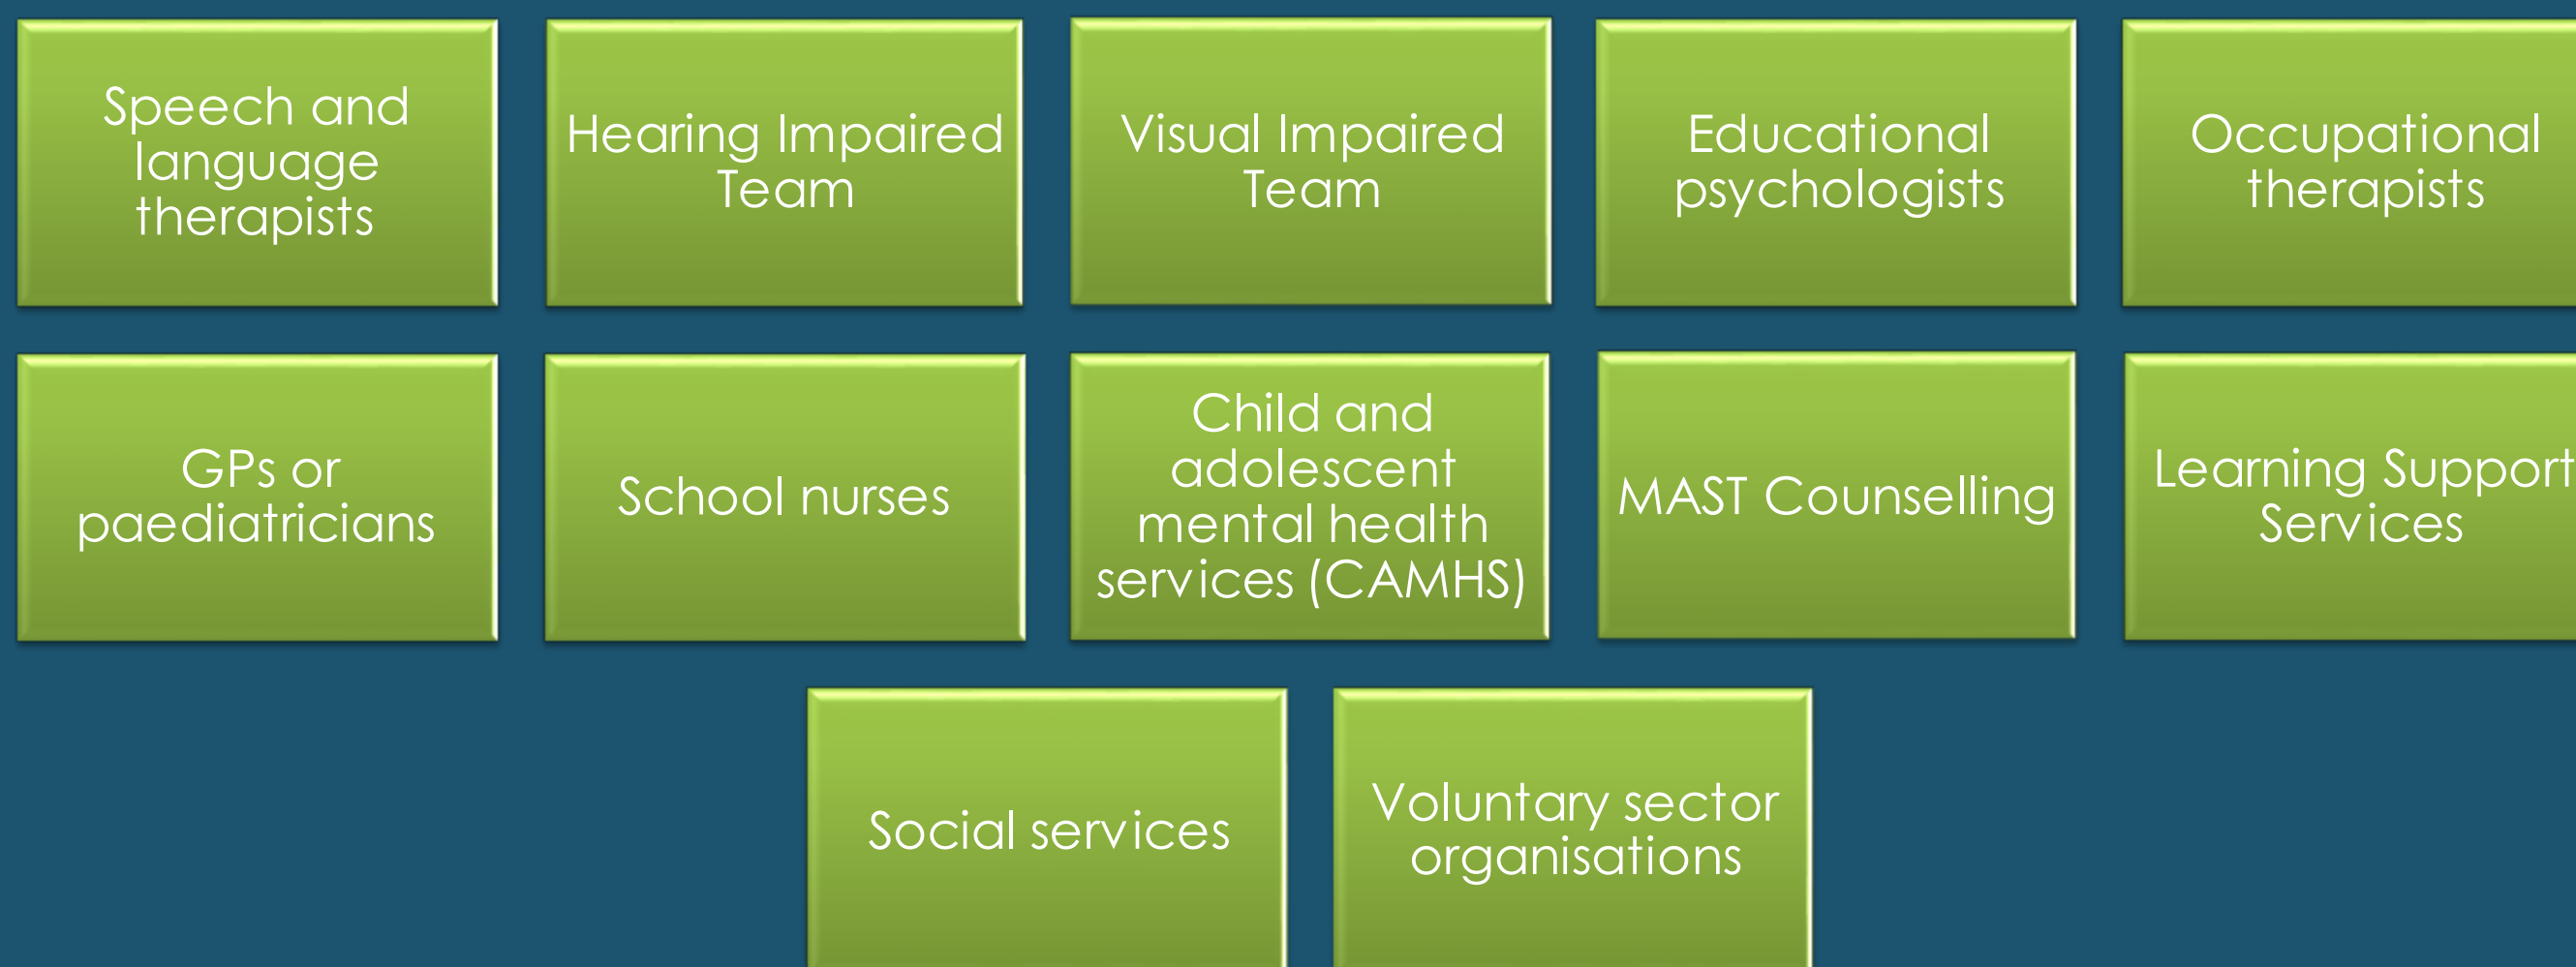 Speech and
language
therapists
Hearing Impaired
Team
Visual Impaired
Team
Educational
psychologists
Occupational
therapists
GPs or
paediatricians
School nurses
Child and
adolescent
mental health
services (CAMHS)
MAST Counselling
Learning Support
Services
Social services
Voluntary sector
organisations